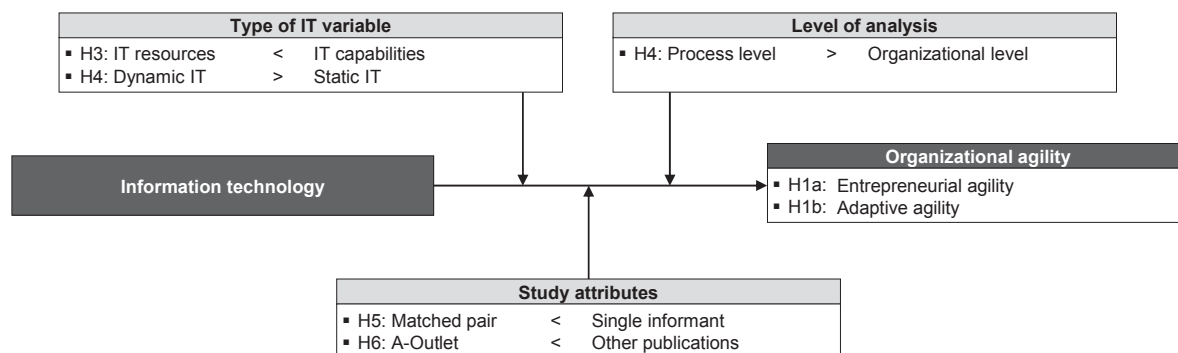 Type of IT variable
▪ H3: IT resources < IT capabilities
▪ H4: Dynamic IT > Static IT
Level of analysis
▪ H4: Process level > Organizational level
Information technology
Organizational agility
▪ H1a: Entrepreneurial agility
▪ H1b: Adaptive agility
Study attributes
▪ H5: Matched pair < Single informant
▪ H6: A-Outlet < Other publications